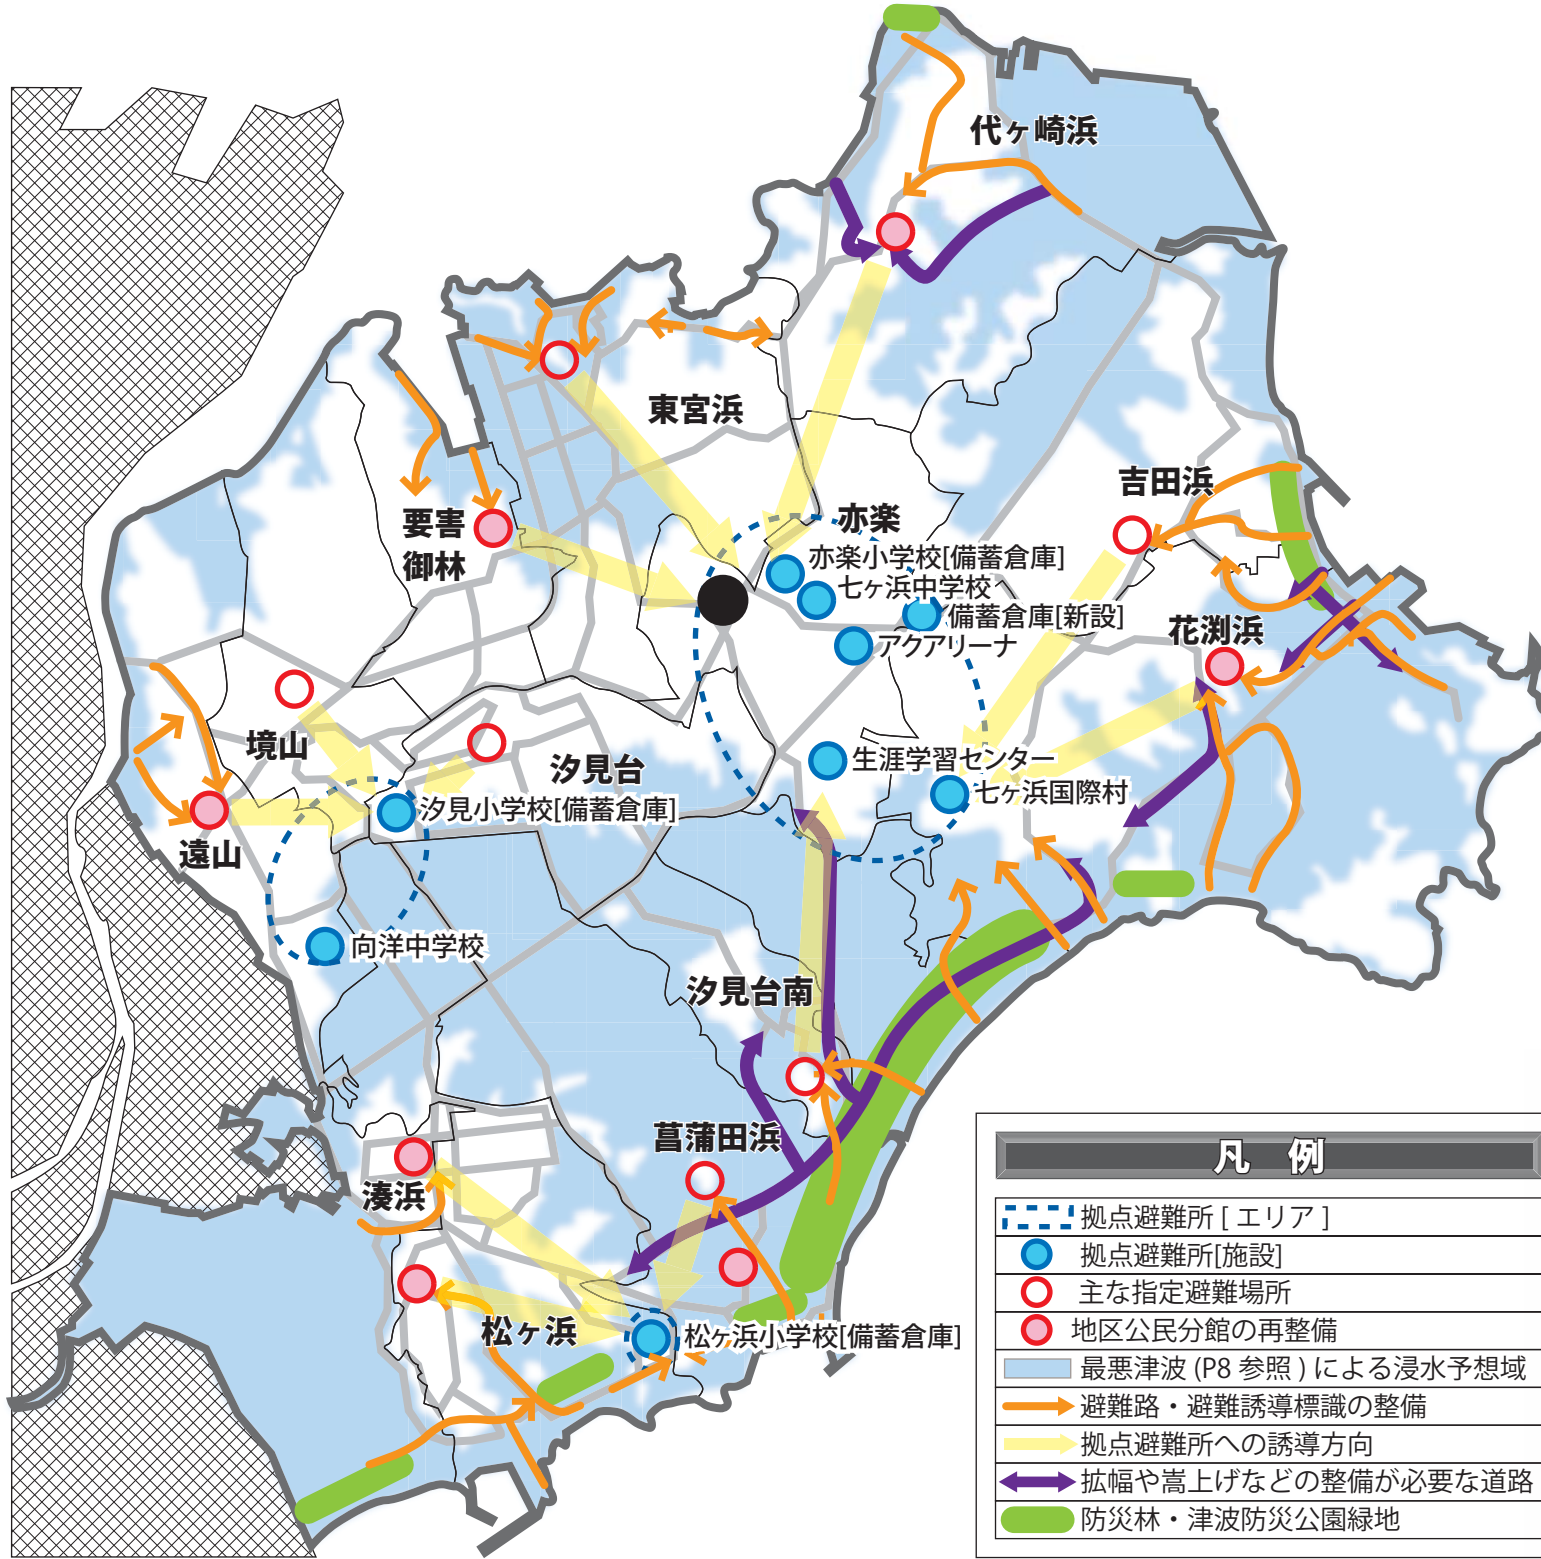 代ヶ崎浜
東宮浜
吉田浜
要害
御林
亦楽
亦楽小学校[備蓄倉庫]
七ヶ浜中学校
備蓄倉庫[新設]
アクアリーナ
花渕浜
境山
汐見台
汐見小学校[備蓄倉庫]
生涯学習センター
七ヶ浜国際村
遠山
向洋中学校
汐見台南
菖蒲田浜
湊浜
松ヶ浜
松ヶ浜小学校[備蓄倉庫]
凡 例
拠点避難所 [ エリア ]
拠点避難所[施設]
主な指定避難場所
地区公民分館の再整備
最悪津波 (P8 参照 ) による浸水予想域
避難路・避難誘導標識の整備
拠点避難所への誘導方向
拡幅や嵩上げなどの整備が必要な道路
防災林・津波防災公園緑地